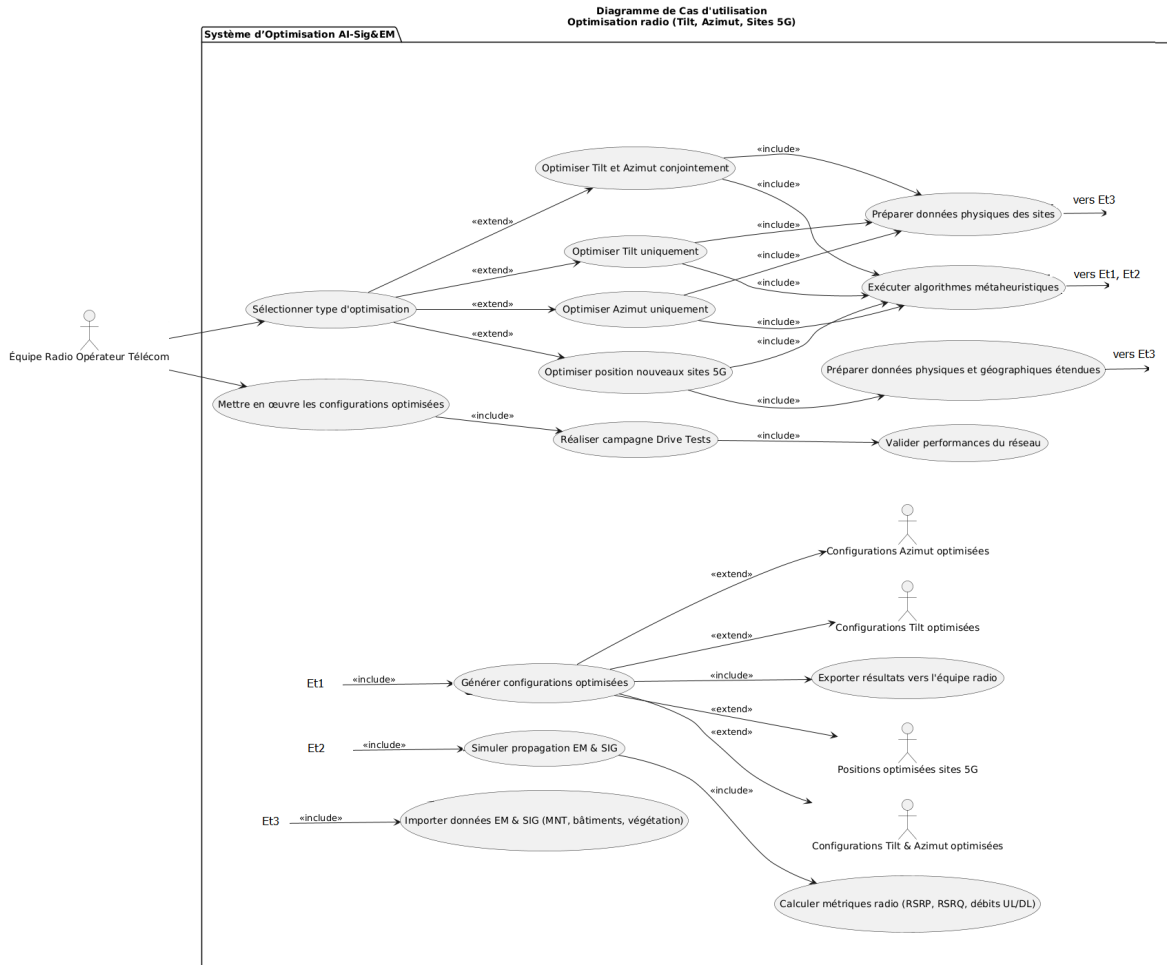 Diagramme de Cas d'utilisation
Optimisation radio (Tilt, Azimut, Sites 5G)
Système d'Optimisation AI-Sig&EM
«include»
Optimiser Tilt et Azimut conjointement
«include»
vers Et3
Préparer données physiques des sites
«extend»
«include»
Optimiser Tilt uniquement
«include»
«extend»
vers Et1, Et2
«include»
Exécuter algorithmes métaheuristiques
Sélectionner type d'optimisation
«extend»
Optimiser Azimut uniquement
«include»
«extend»
«include»
Équipe Radio Opérateur Télécom
vers Et3
Optimiser position nouveaux sites 5G
Préparer données physiques et géographiques étendues
«include»
Mettre en œuvre les configurations optimisées
«include»
Réaliser campagne Drive Tests
«include»
Valider performances du réseau
Configurations Azimut optimisées
«extend»
Configurations Tilt optimisées
«extend»
Et1
«include»
Générer configurations optimisées
«include»
Exporter résultats vers l'équipe radio
«extend»
«extend»
Et2
«include»
Simuler propagation EM & SIG
Positions optimisées sites 5G
«include»
Et3
«include»
Importer données EM & SIG (MNT, bâtiments, végétation)
Configurations Tilt & Azimut optimisées
Calculer métriques radio (RSRP, RSRQ, débits UL/DL)